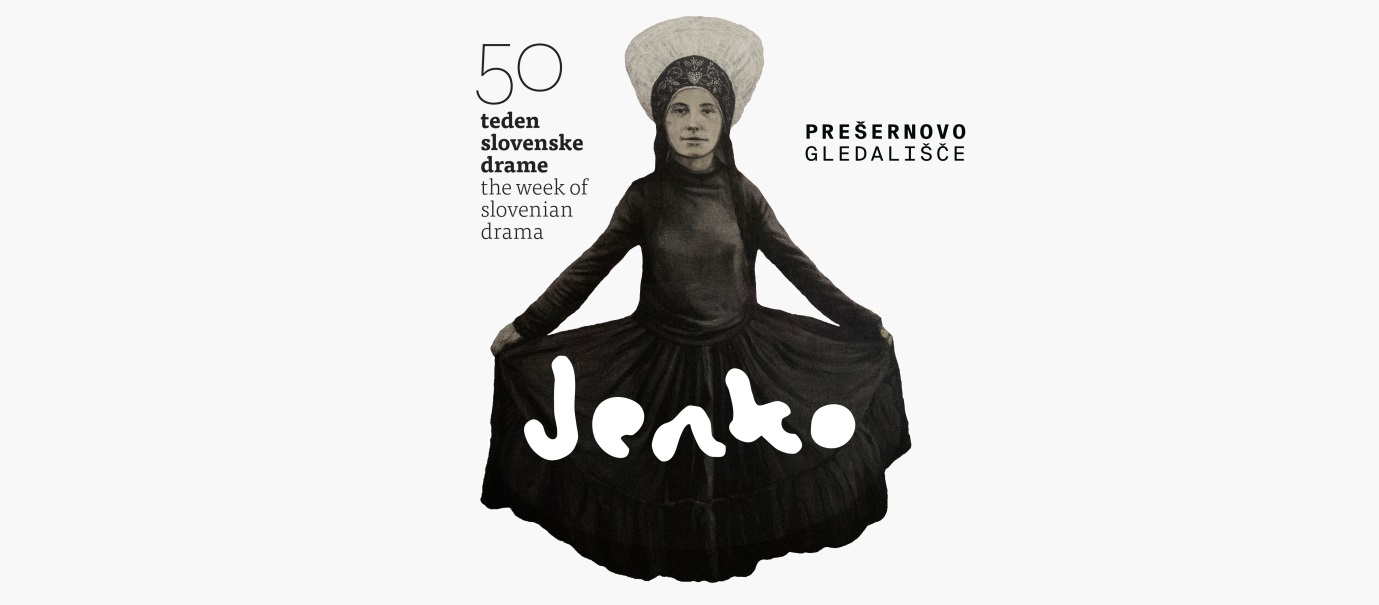 50
teden
slovenske
drame
the week of
slovenian
drama
PREŠERNOVO
GLEDALIŠČE
Jenko